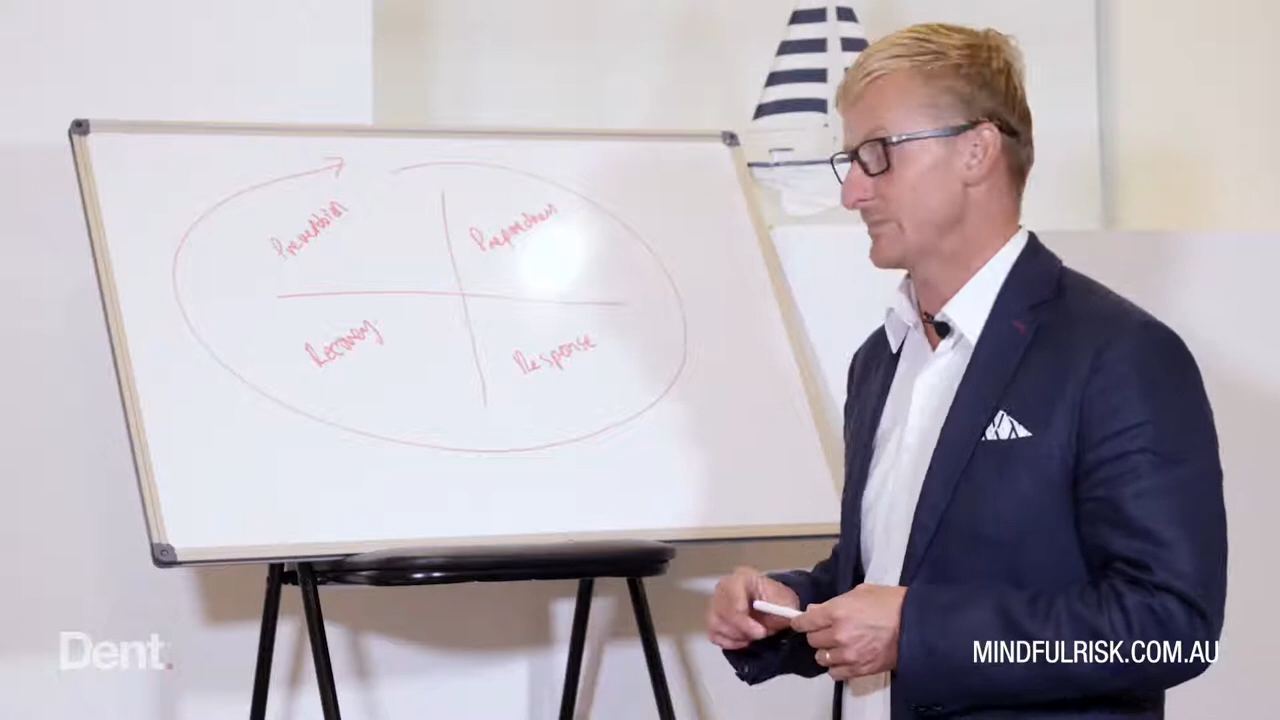 Prevention
Preparedness
Recovery
Response
Dent.
MINDFULRISK.COM.AU